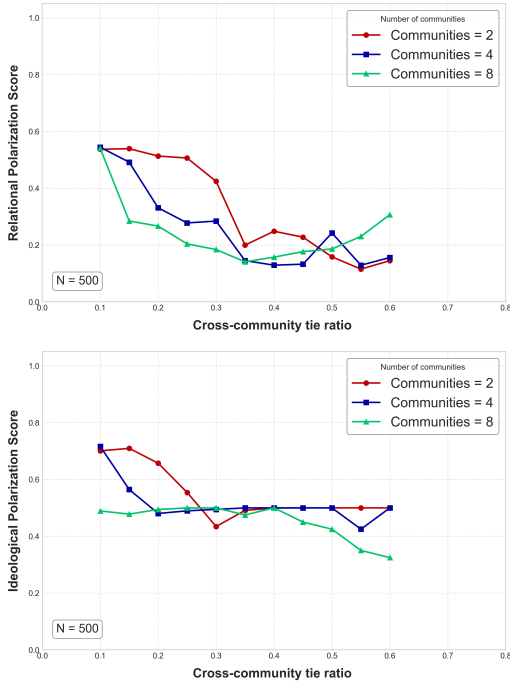 1.0
0.8
0.6
0.4
0.2
0.0
Relational Polarization Score
Number of communities
Communities = 2
Communities = 4
Communities = 8
N = 500
0.0 0.1 0.2 0.3 0.4 0.5 0.6 0.7 0.8
Cross-community tie ratio
1.0
0.8
0.6
0.4
0.2
0.0
Ideological Polarization Score
Number of communities
Communities = 2
Communities = 4
Communities = 8
N = 500
0.0 0.1 0.2 0.3 0.4 0.5 0.6 0.7 0.8
Cross-community tie ratio